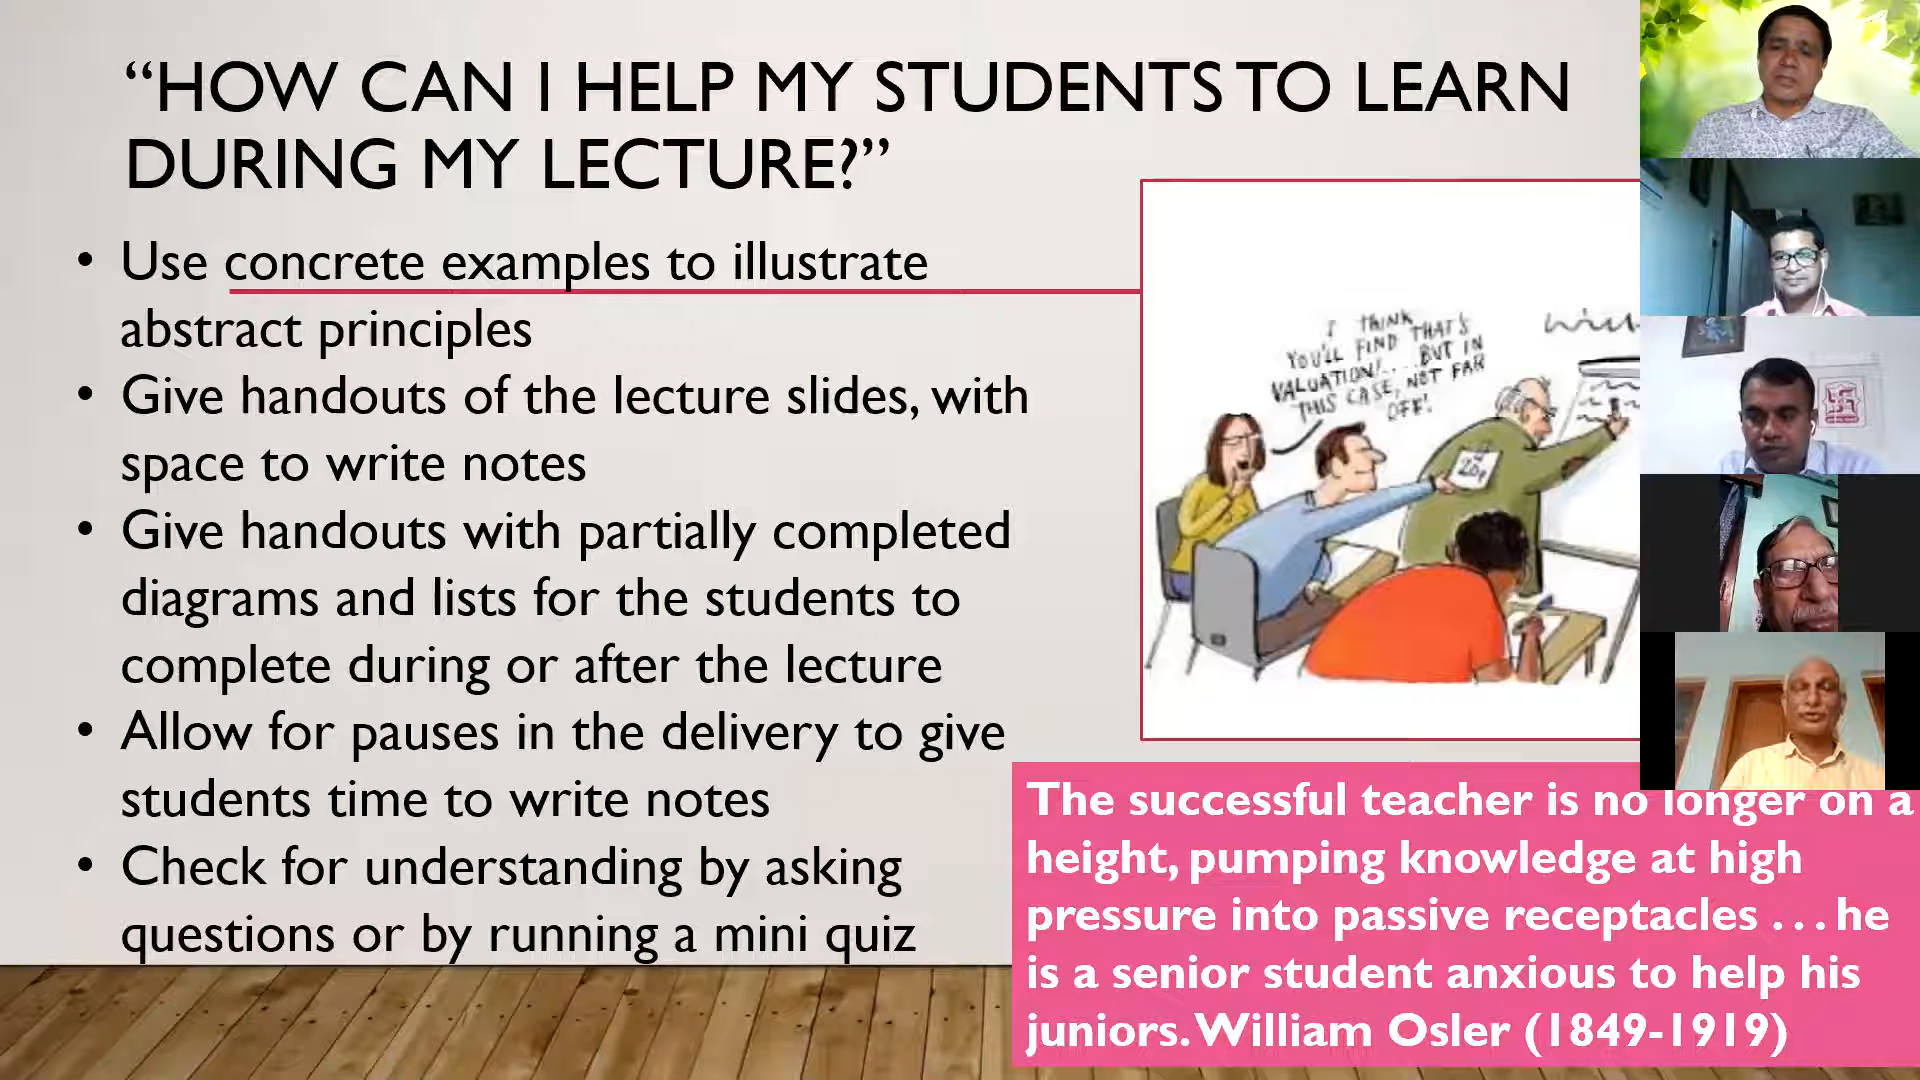 “HOW CAN I HELP MY STUDENTS TO LEARN
DURING MY LECTURE?”
• Use concrete examples to illustrate
abstract principles
• Give handouts of the lecture slides, with
space to write notes
• Give handouts with partially completed
diagrams and lists for the students to
complete during or after the lecture
• Allow for pauses in the delivery to give
students time to write notes
• Check for understanding by asking
questions or by running a mini quiz
I THINK
YOU'LL FIND THAT'S
VALUATION!....BUT IN
THIS CASE, NOT FAR
OFF!
The successful teacher is no longer on a
height, pumping knowledge at high
pressure into passive receptacles . . . he
is a senior student anxious to help his
juniors. William Osler (1849-1919)